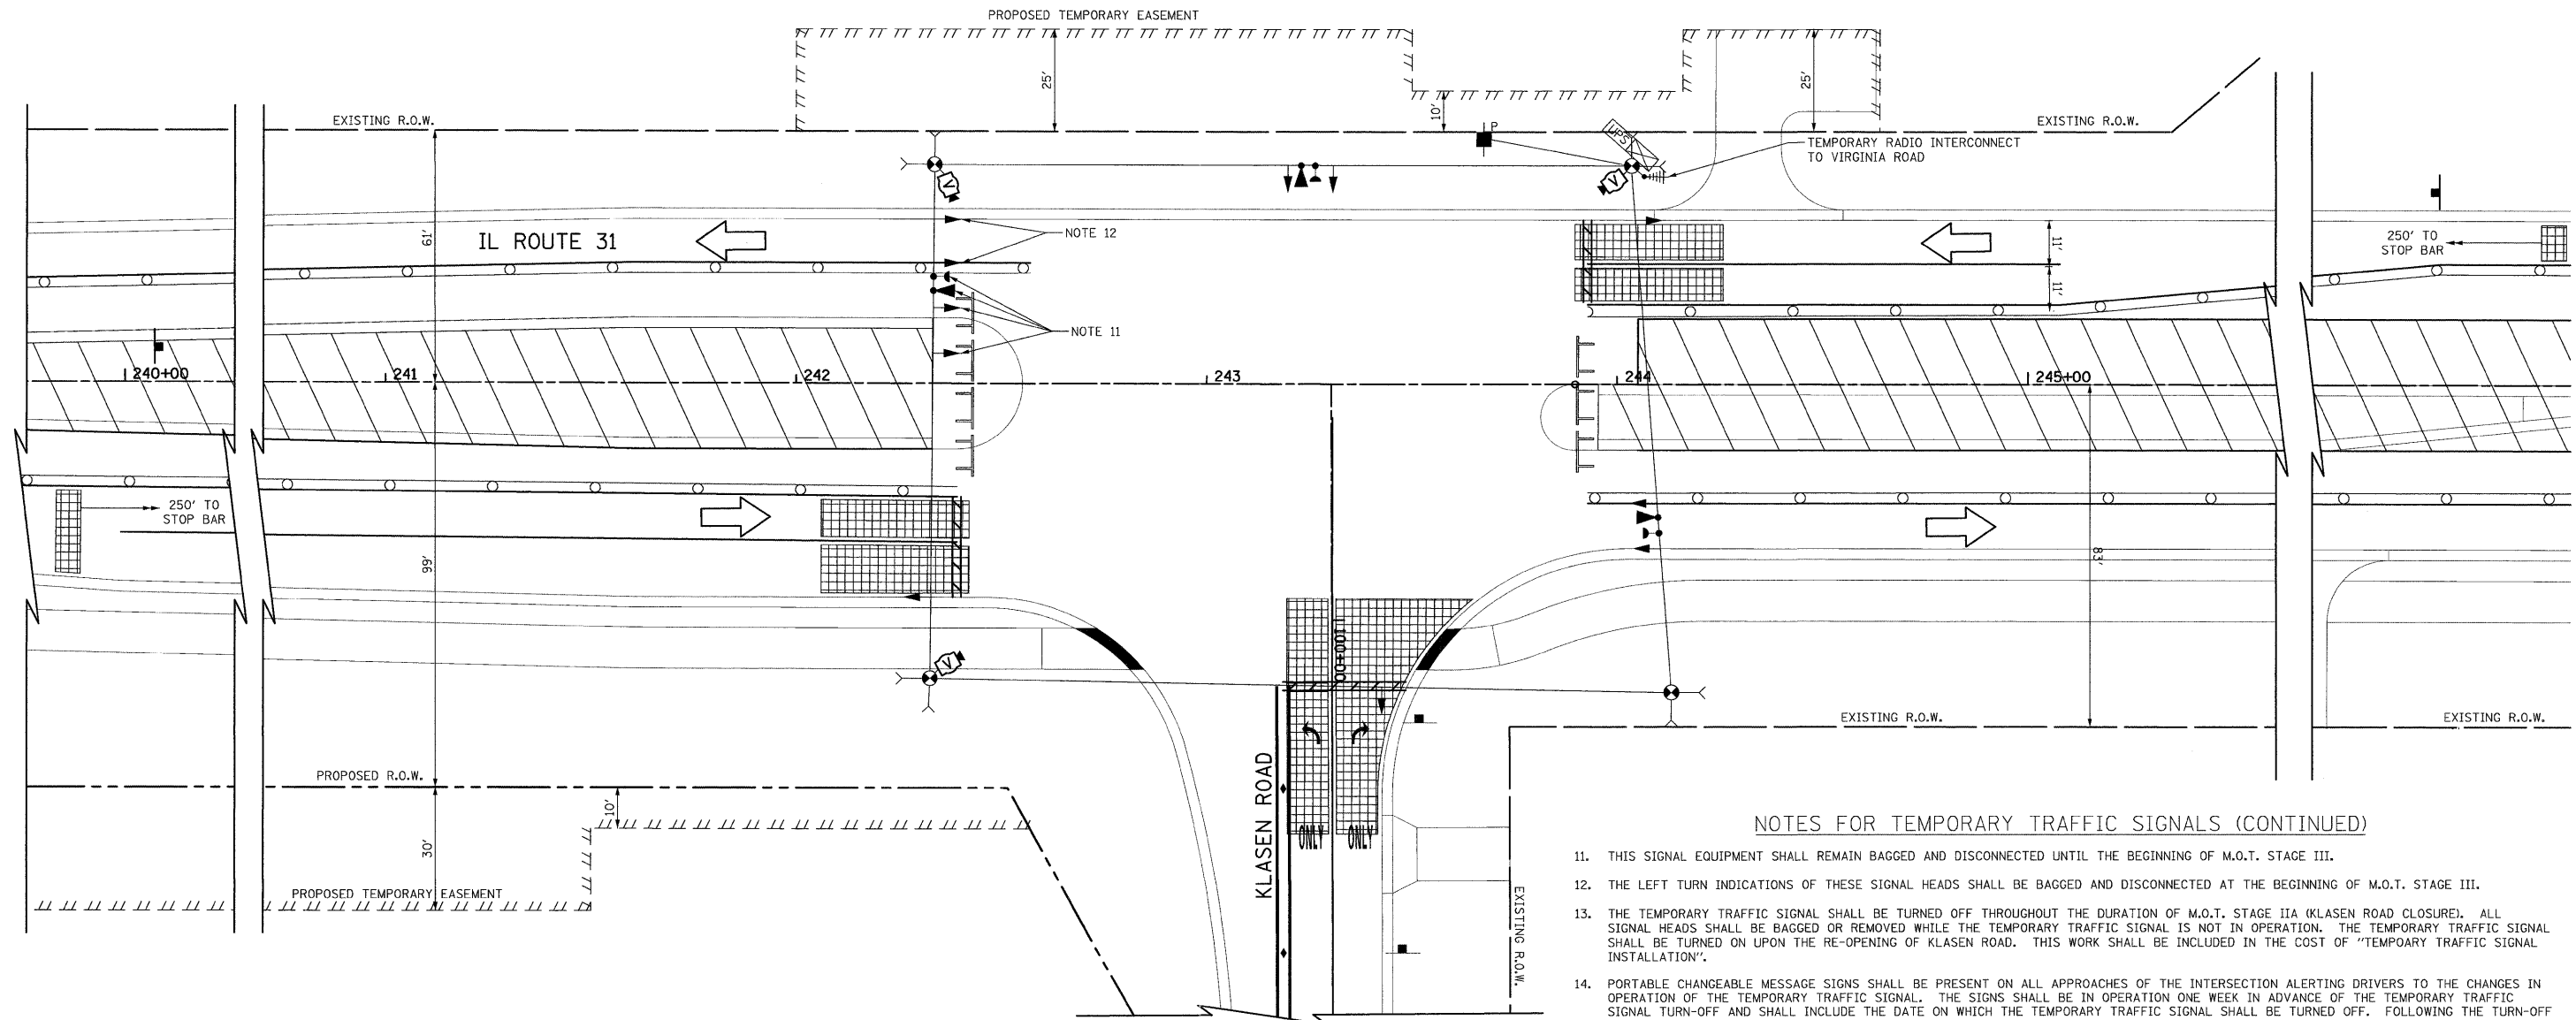 PROPOSED TEMPORARY EASEMENT
25'
25'
10'
EXISTING R.O.W.
P
UPS
EXISTING R.O.W.
TEMPORARY RADIO INTERCONNECT
TO VIRGINIA ROAD
V
V
61'
IL ROUTE 31
NOTE 12
11'
11'
250' TO
STOP BAR
NOTE 11
240+00
241
242
243
244
245+00
250' TO
STOP BAR
99'
83'
1100+00
V
EXISTING R.O.W.
EXISTING R.O.W.
PROPOSED R.O.W.
10'
30'
KLASEN ROAD
ONLY
ONLY
PROPOSED TEMPORARY EASEMENT
EXISTING R.O.W.
NOTES FOR TEMPORARY TRAFFIC SIGNALS (CONTINUED)
11. THIS SIGNAL EQUIPMENT SHALL REMAIN BAGGED AND DISCONNECTED UNTIL THE BEGINNING OF M.O.T. STAGE III.
12. THE LEFT TURN INDICATIONS OF THESE SIGNAL HEADS SHALL BE BAGGED AND DISCONNECTED AT THE BEGINNING OF M.O.T. STAGE III.
13. THE TEMPORARY TRAFFIC SIGNAL SHALL BE TURNED OFF THROUGHOUT THE DURATION OF M.O.T. STAGE IIA (KLASEN ROAD CLOSURE). ALL
SIGNAL HEADS SHALL BE BAGGED OR REMOVED WHILE THE TEMPORARY TRAFFIC SIGNAL IS NOT IN OPERATION. THE TEMPORARY TRAFFIC SIGNAL
SHALL BE TURNED ON UPON THE RE-OPENING OF KLASEN ROAD. THIS WORK SHALL BE INCLUDED IN THE COST OF "TEMPOARY TRAFFIC SIGNAL
INSTALLATION".
14. PORTABLE CHANGEABLE MESSAGE SIGNS SHALL BE PRESENT ON ALL APPROACHES OF THE INTERSECTION ALERTING DRIVERS TO THE CHANGES IN
OPERATION OF THE TEMPORARY TRAFFIC SIGNAL. THE SIGNS SHALL BE IN OPERATION ONE WEEK IN ADVANCE OF THE TEMPORARY TRAFFIC
SIGNAL TURN-OFF AND SHALL INCLUDE THE DATE ON WHICH THE TEMPORARY TRAFFIC SIGNAL SHALL BE TURNED OFF. FOLLOWING THE TURN-OFF